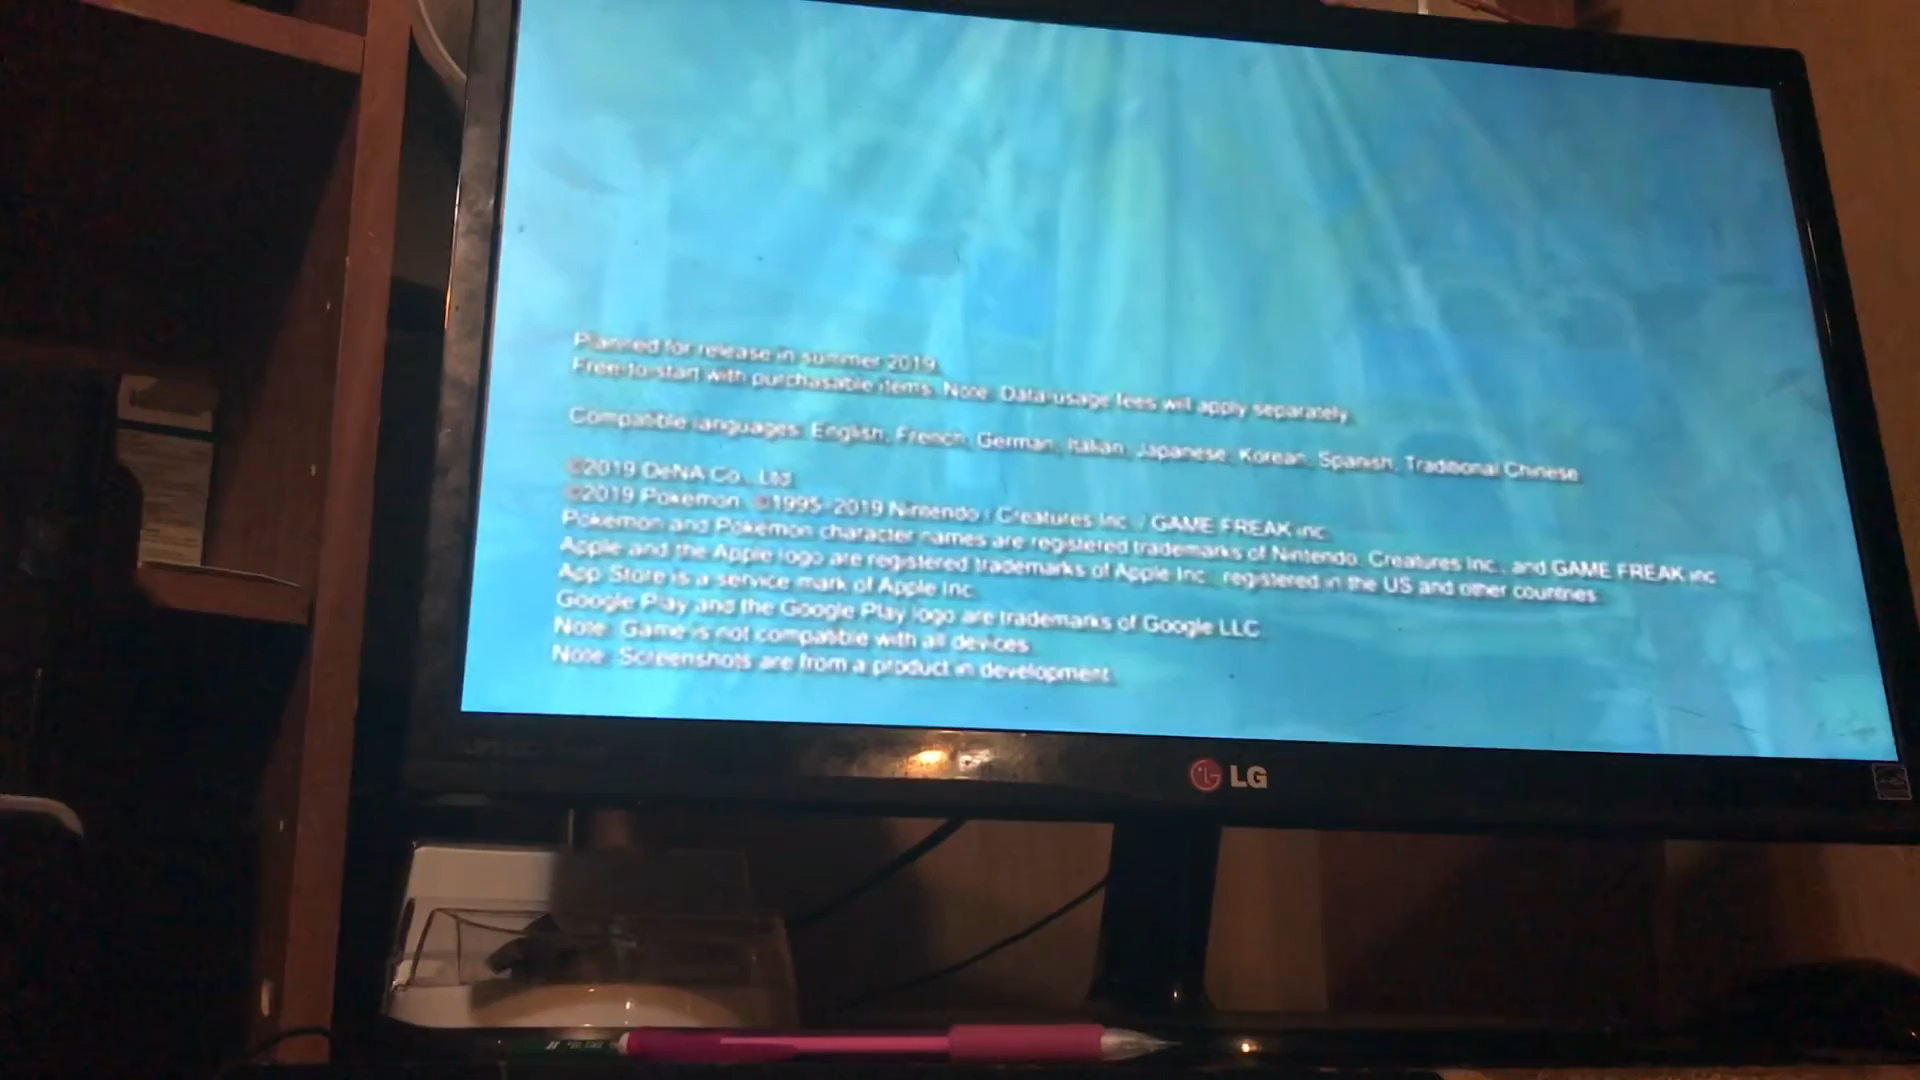 Planned for release in summer 2019.
Free-to-start with purchasable items. Note: Data-usage fees will apply separately.
Compatible languages: English, French, German, Italian, Japanese, Korean, Spanish, Traditional Chinese
©2019 DeNA Co., Ltd.
©2019 Pokémon. ©1995–2019 Nintendo / Creatures Inc. / GAME FREAK inc.
Pokémon and Pokémon character names are registered trademarks of Nintendo, Creatures Inc., and GAME FREAK inc.
Apple and the Apple logo are registered trademarks of Apple Inc., registered in the US and other countries.
App Store is a service mark of Apple Inc.
Google Play and the Google Play logo are trademarks of Google LLC.
Note: Game is not compatible with all devices.
Note: Screenshots are from a product in development.
LG